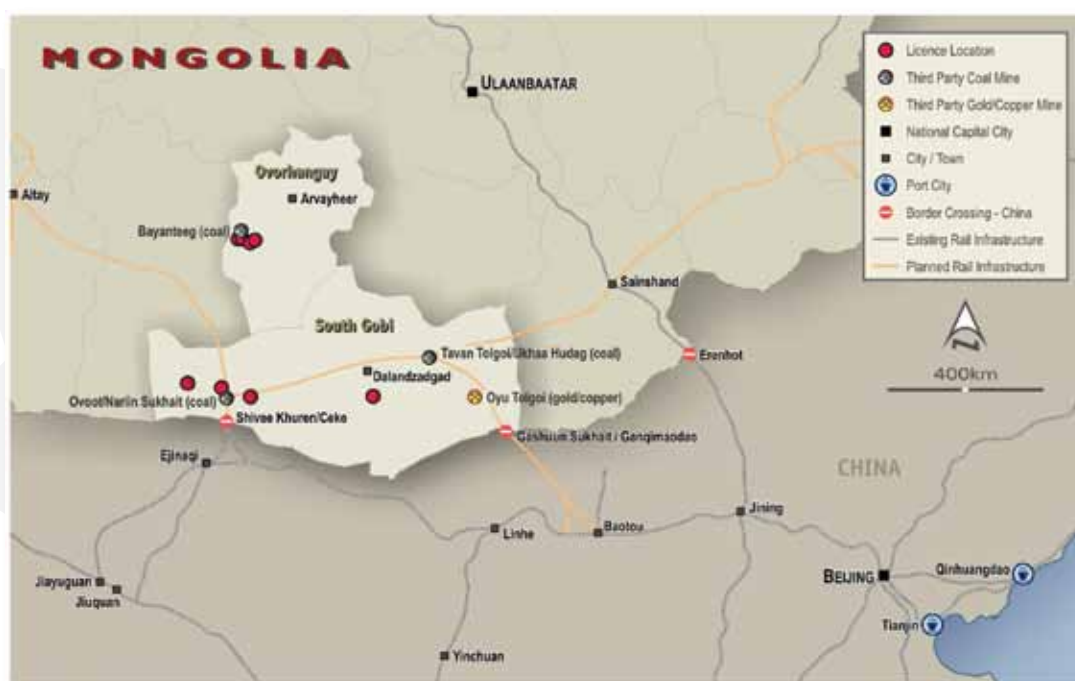 MONGOLIA
ULAANBAATAR
Licence Location
Third Party Coal Mine
Third Party Gold/Copper Mine
National Capital City
City / Town
Port City
Border Crossing - China
Existing Rail Infrastructure
Planned Rail Infrastructure
Altay
Ovorhangay
Arvayheer
Bayanteeg (coal)
Sainshand
South Gobi
400km
Tavan Tolgoi/Ukhaa Hudag (coal)
Erenhot
Dalandzadgad
Ovoot/Nariin Sukhait (coal)
Oyu Tolgoi (gold/copper)
Shivee Khuren/Ceke
Gashuun Sukhait / Ganqimaodao
Ejinaqi
CHINA
Jining
Linhe
Baotou
BEIJING
Qinhuangdao
Jiayuguan
Jiuquan
Tianjin
Yinchuan